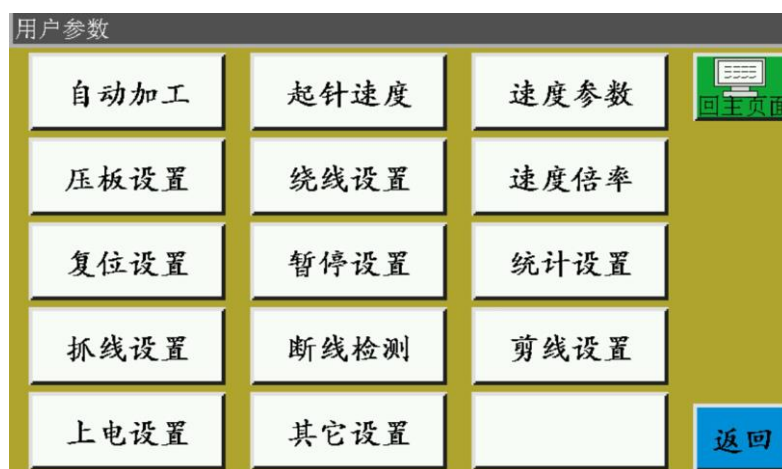 用户参数
自动加工 起针速度 速度参数
回主页面
压板设置 绕线设置 速度倍率
复位设置 暂停设置 统计设置
抓线设置 断线检测 剪线设置
上电设置 其它设置
返回